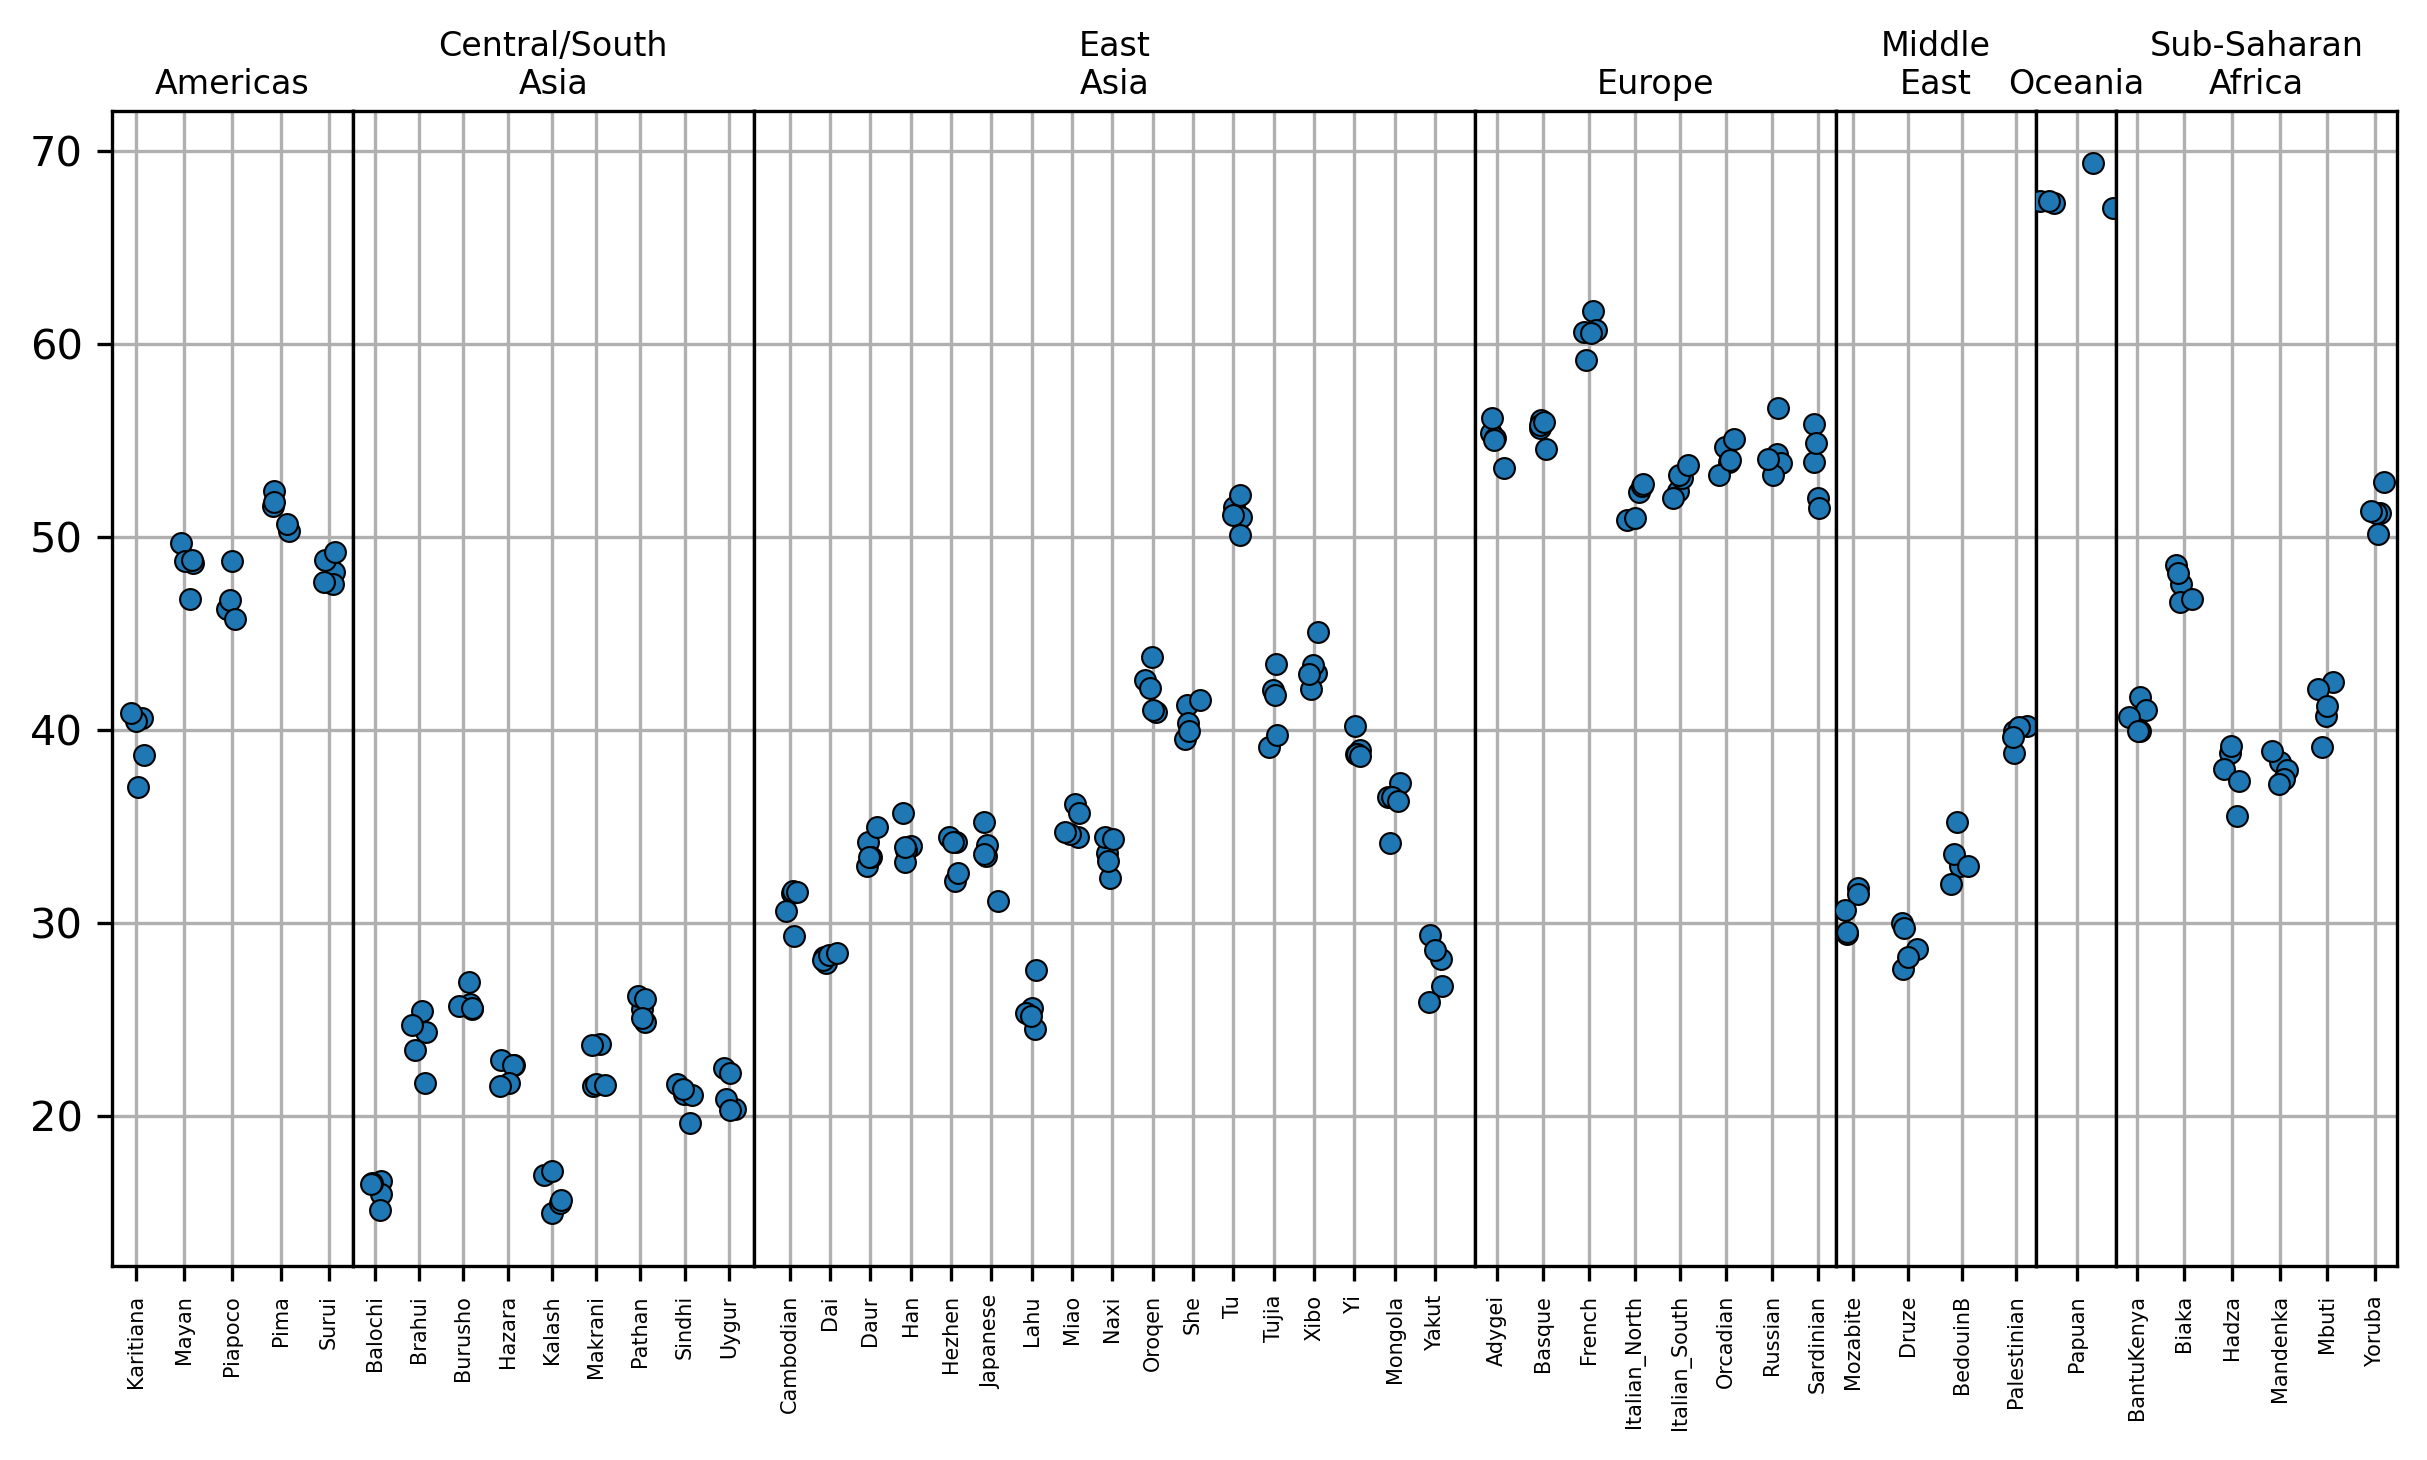 Americas
Central/South
Asia
East
Asia
Europe
Middle
East
Oceania
Sub-Saharan
Africa
70
60
50
40
30
20
Karitiana
Mayan
Piapoco
Pima
Surui
Balochi
Brahui
Burusho
Hazara
Kalash
Makrani
Pathan
Sindhi
Uygur
Cambodian
Dai
Daur
Han
Hezhen
Japanese
Lahu
Miao
Naxi
Oroqen
She
Tu
Tujia
Xibo
Yi
Mongola
Yakut
Adygei
Basque
French
Italian_North
Italian_South
Orcadian
Russian
Sardinian
Mozabite
Druze
BedouinB
Palestinian
Papuan
BantuKenya
Biaka
Hadza
Mandenka
Mbuti
Yoruba